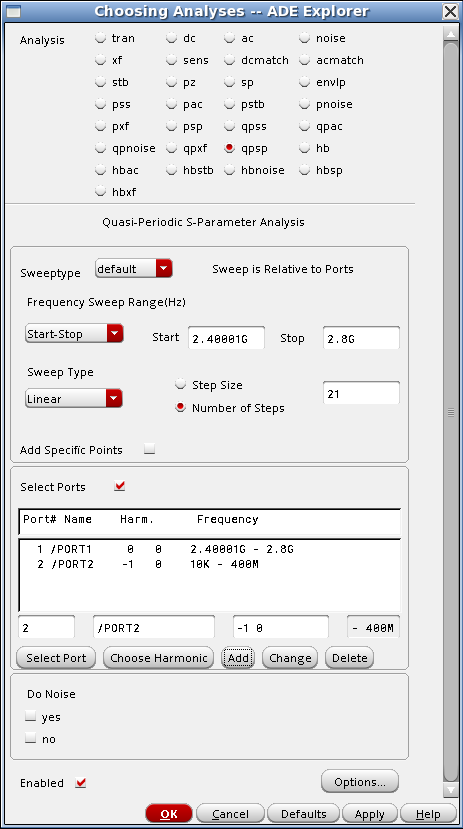 Choosing Analyses -- ADE Explorer
Analysis tran dc ac noise
xf sens dcmatch acmatch
stb pz sp envlp
pss pac pstb pnoise
pxf psp qpss qpac
qpnoise qpxf qpsp hb
hbac hbstb hbnoise hbsp
hbxf
Quasi-Periodic S-Parameter Analysis
Sweeptype default Sweep is Relative to Ports
Frequency Sweep Range(Hz)
Start-Stop Start 2.40001G Stop 2.8G
Sweep Type
Step Size
Linear 21
Number of Steps
Add Specific Points
Select Ports
Port# Name Harm. Frequency
1 /PORT1 0 0 2.40001G - 2.8G
2 /PORT2 -1 0 10K - 400M
2 /PORT2 -1 0 - 400M
Select Port Choose Harmonic Add Change Delete
Do Noise
yes
no
Enabled Options...
OK Cancel Defaults Apply Help